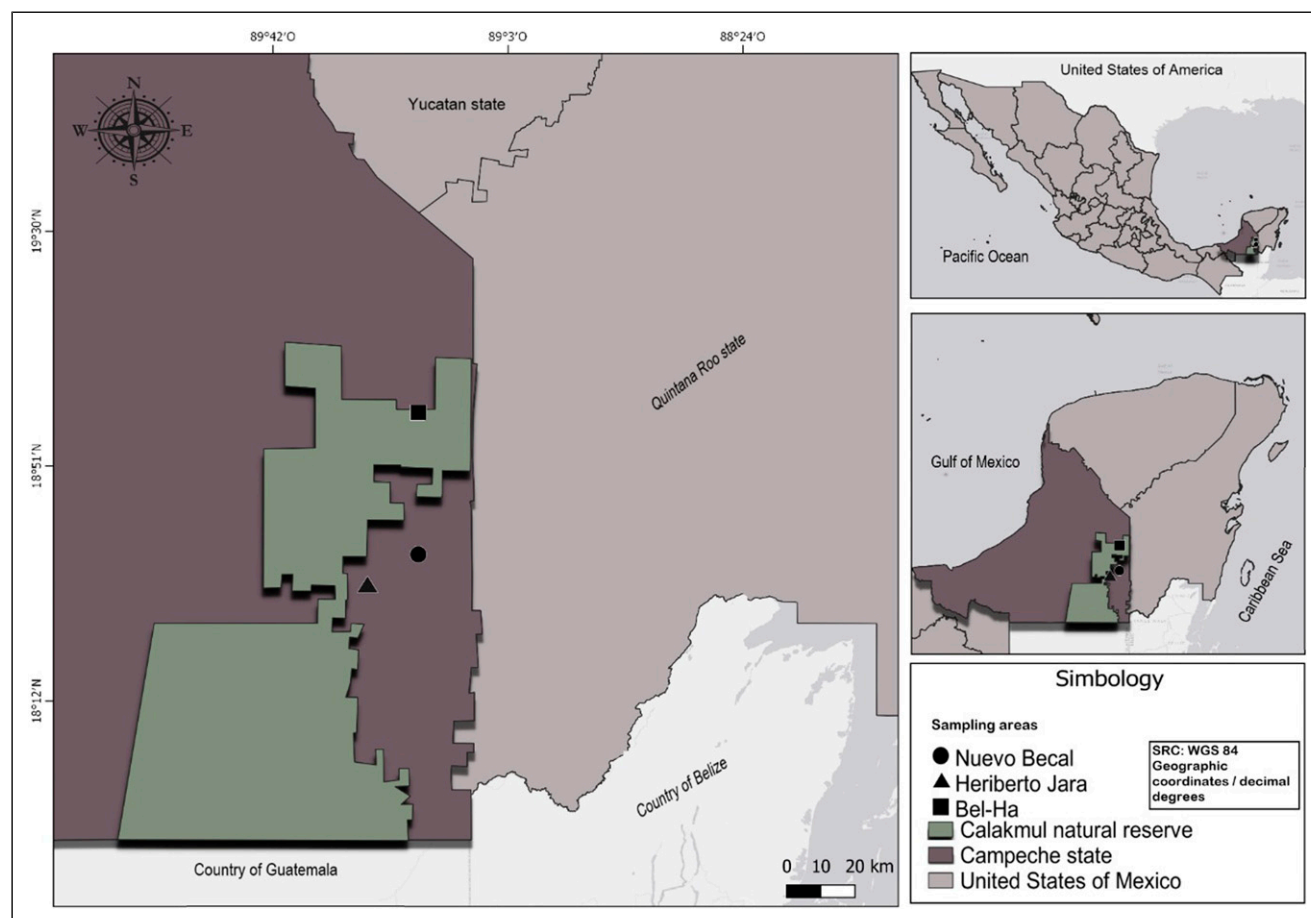 89°42'O
89°3'O
88°24'O
19°30'N
18°51'N
18°12'N
N
W
E
S
Yucatan state
Quintana Roo state
Country of Belize
Country of Guatemala
0 10 20 km
United States of America
Pacific Ocean
Gulf of Mexico
Caribbean Sea
Simbology
Sampling areas
Nuevo Becal
Heriberto Jara
Bel-Ha
Calakmul natural reserve
Campeche state
United States of Mexico
SRC: WGS 84
Geographic
coordinates / decimal
degrees